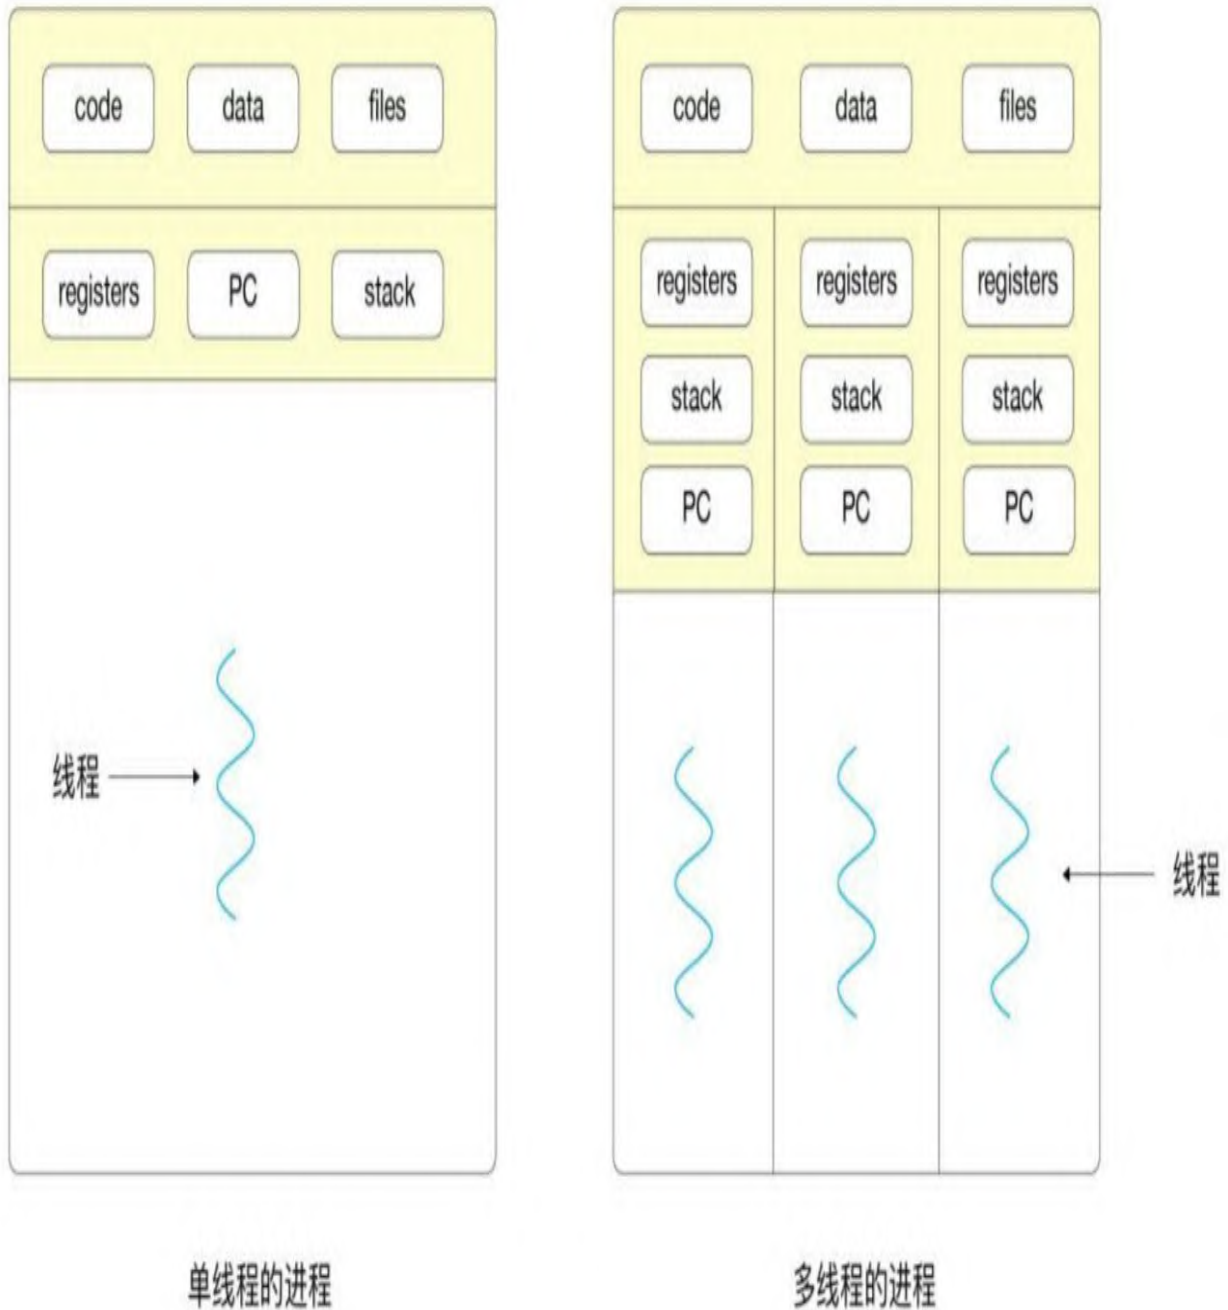 code data files
registers PC stack
线程
单线程的进程
code data files
registers registers registers
stack stack stack
PC PC PC
线程
多线程的进程